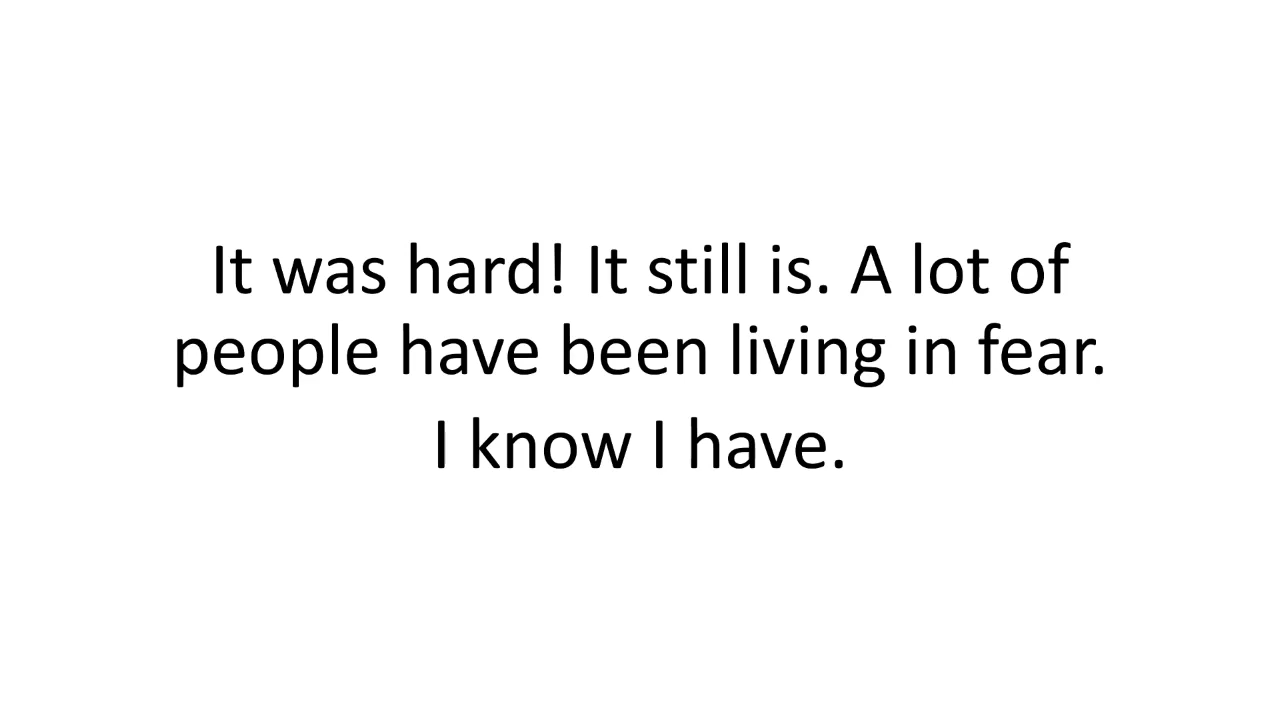 It was hard! It still is. A lot of
people have been living in fear.
I know I have.